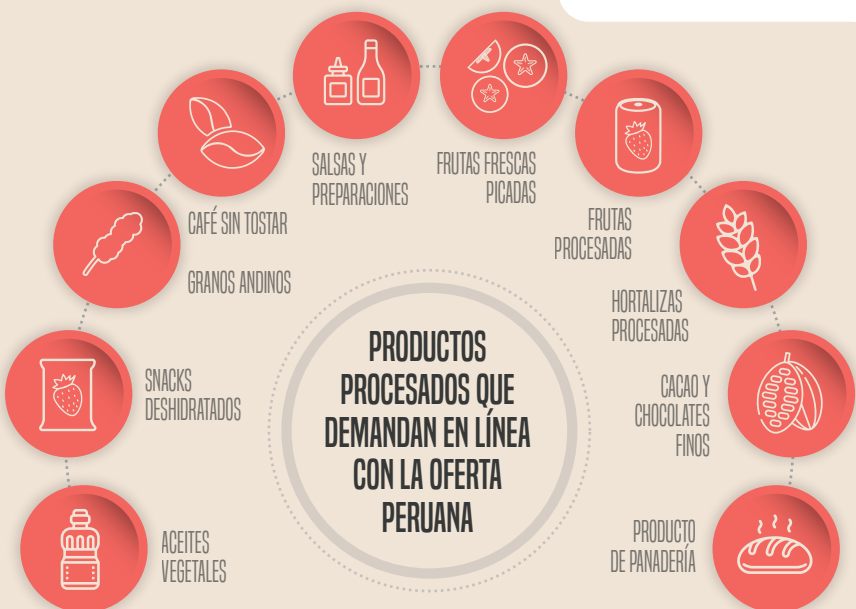 SALSAS Y
PREPARACIONES
FRUTAS FRESCAS
PICADAS
CAFÉ SIN TOSTAR
FRUTAS
PROCESADAS
GRANOS ANDINOS
HORTALIZAS
PROCESADAS
PRODUCTOS
PROCESADOS QUE
DEMANDAN EN LÍNEA
CON LA OFERTA
PERUANA
SNACKS
DESHIDRATADOS
CACAO Y
CHOCOLATES
FINOS
ACEITES
VEGETALES
PRODUCTO
DE PANADERÍA